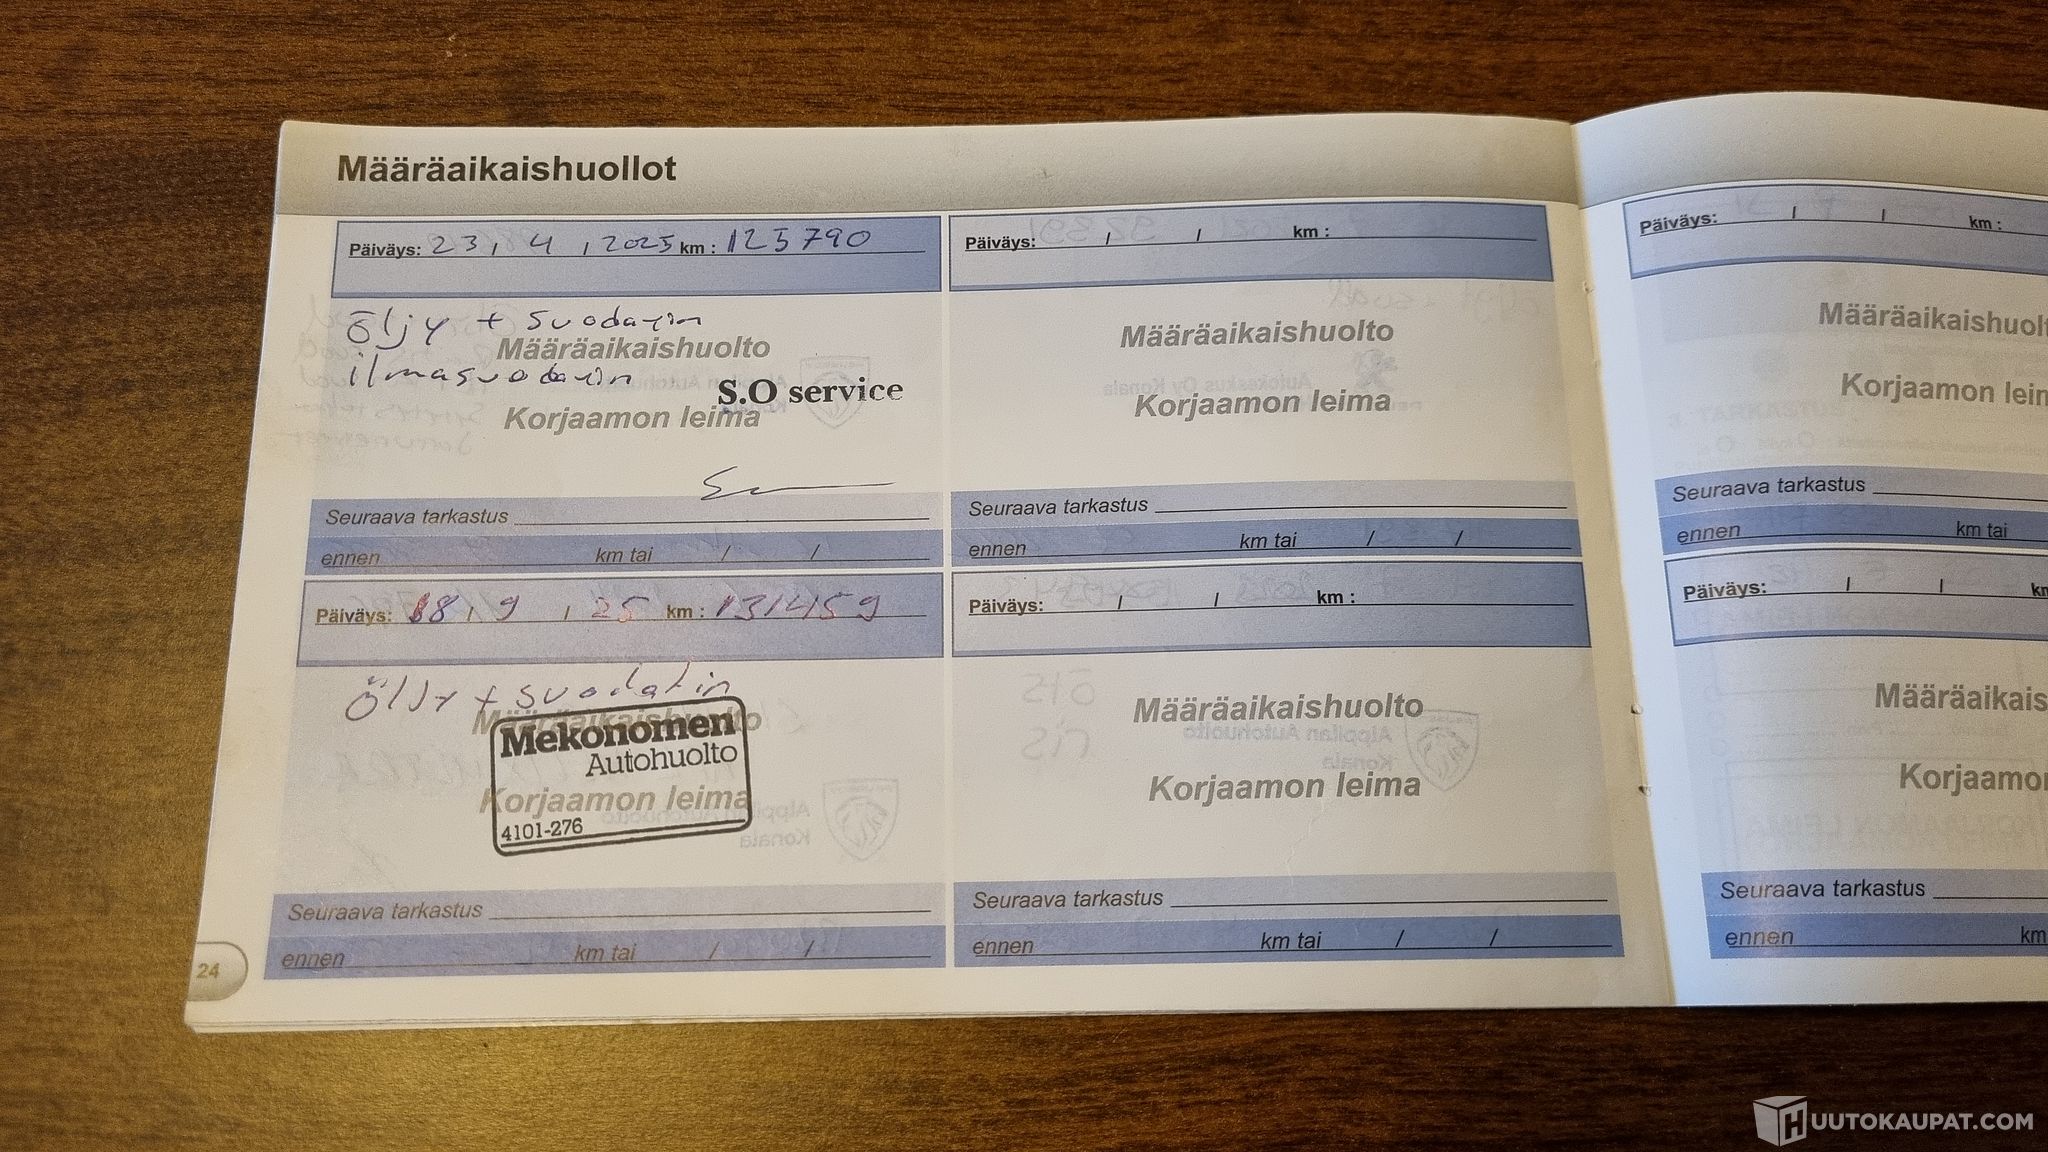 Määräaikaishuollot
Päiväys: 23 / 4 / 2025 km : 125790
öljy + suodatin
Määräaikaishuolto
ilmasuodatin
S.O service
Korjaamon leima
Seuraava tarkastus
ennen km tai / /
Päiväys: 18 / 9 / 25 km : 131459
öljy + suodatin
Määräaikaishuolto
Mekonomen
Autohuolto
Korjaamon leima
4101-276
Seuraava tarkastus
ennen km tai / /
24
Päiväys: / / km :
Määräaikaishuolto
Korjaamon leima
Seuraava tarkastus
ennen km tai / /
Päiväys: / / km :
Määräaikaishuolto
Korjaamon leima
Seuraava tarkastus
ennen km tai / /
Päiväys: / / km :
Määräaikaishuolt
Korjaamon leim
Seuraava tarkastus
ennen km tai
Päiväys: / / km
Määräaikais
Korjaamo
Seuraava tarkastus
ennen km
HUUTOKAUPAT.COM